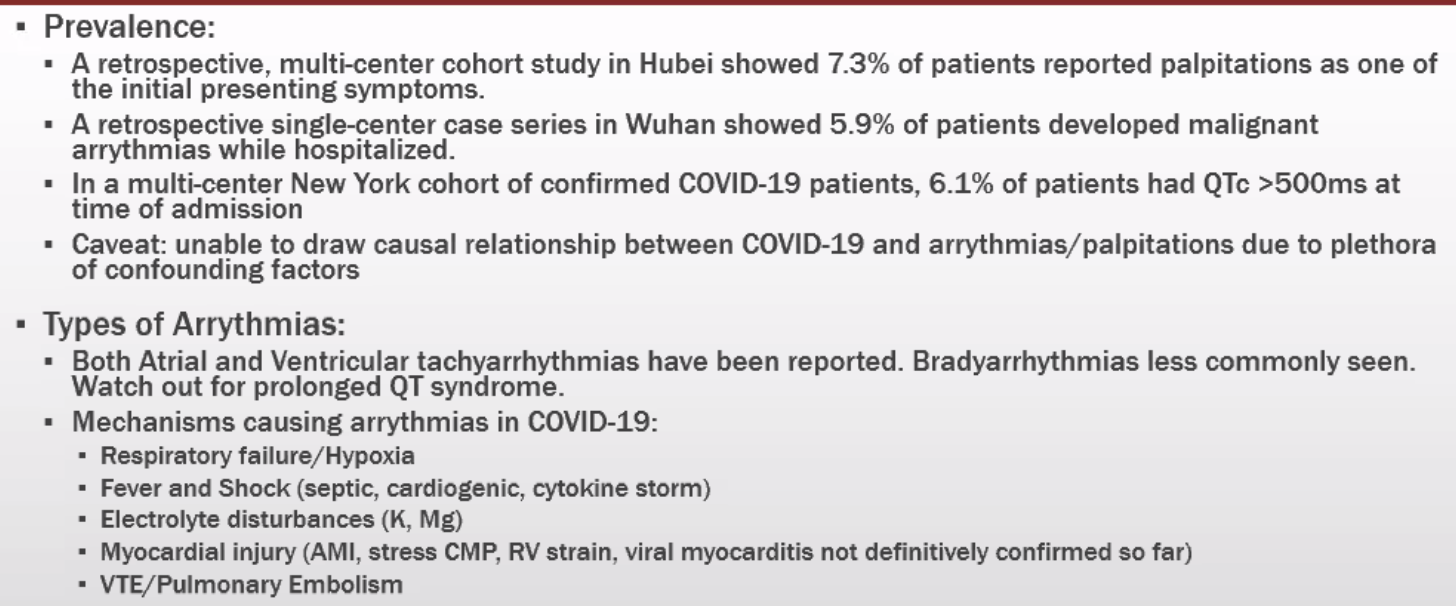 ▪ Prevalence:
▪ A retrospective, multi-center cohort study in Hubei showed 7.3% of patients reported palpitations as one of
the initial presenting symptoms.
▪ A retrospective single-center case series in Wuhan showed 5.9% of patients developed malignant
arrythmias while hospitalized.
▪ In a multi-center New York cohort of confirmed COVID-19 patients, 6.1% of patients had QTc >500ms at
time of admission
▪ Caveat: unable to draw causal relationship between COVID-19 and arrythmias/palpitations due to plethora
of confounding factors
▪ Types of Arrythmias:
▪ Both Atrial and Ventricular tachyarrhythmias have been reported. Bradyarrhythmias less commonly seen.
Watch out for prolonged QT syndrome.
▪ Mechanisms causing arrythmias in COVID-19:
▪ Respiratory failure/Hypoxia
▪ Fever and Shock (septic, cardiogenic, cytokine storm)
▪ Electrolyte disturbances (K, Mg)
▪ Myocardial injury (AMI, stress CMP, RV strain, viral myocarditis not definitively confirmed so far)
▪ VTE/Pulmonary Embolism